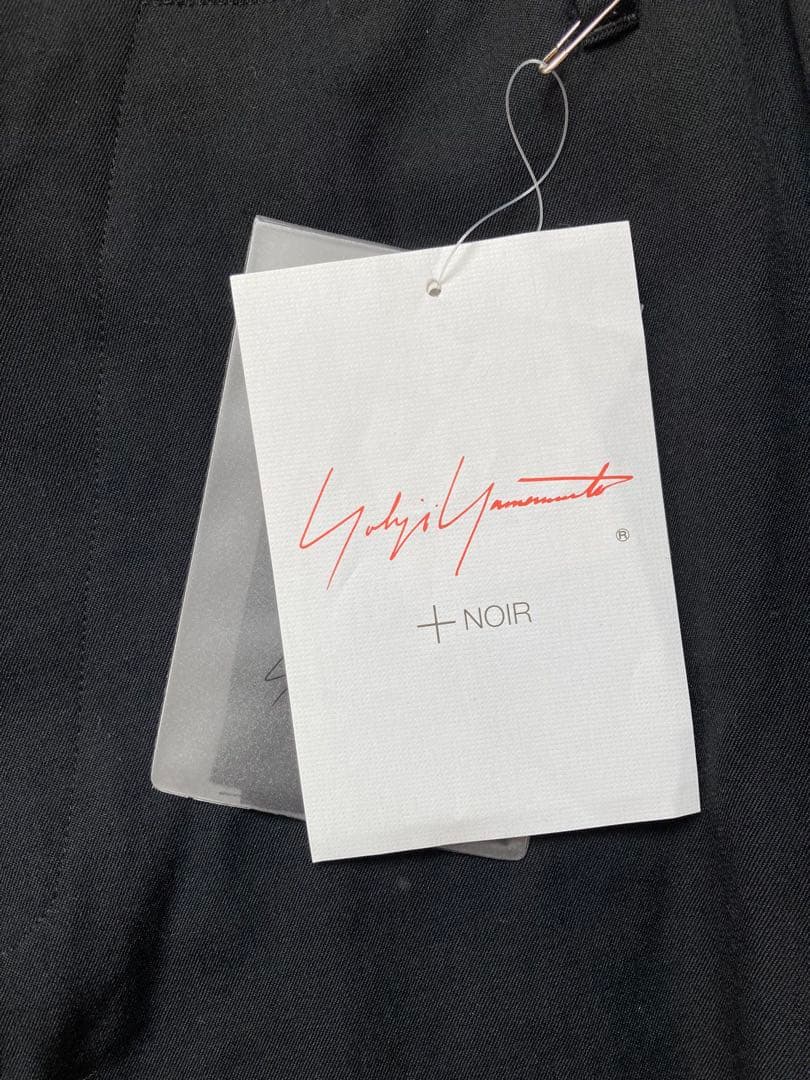 Yohji Yamamoto
®
+ NOIR